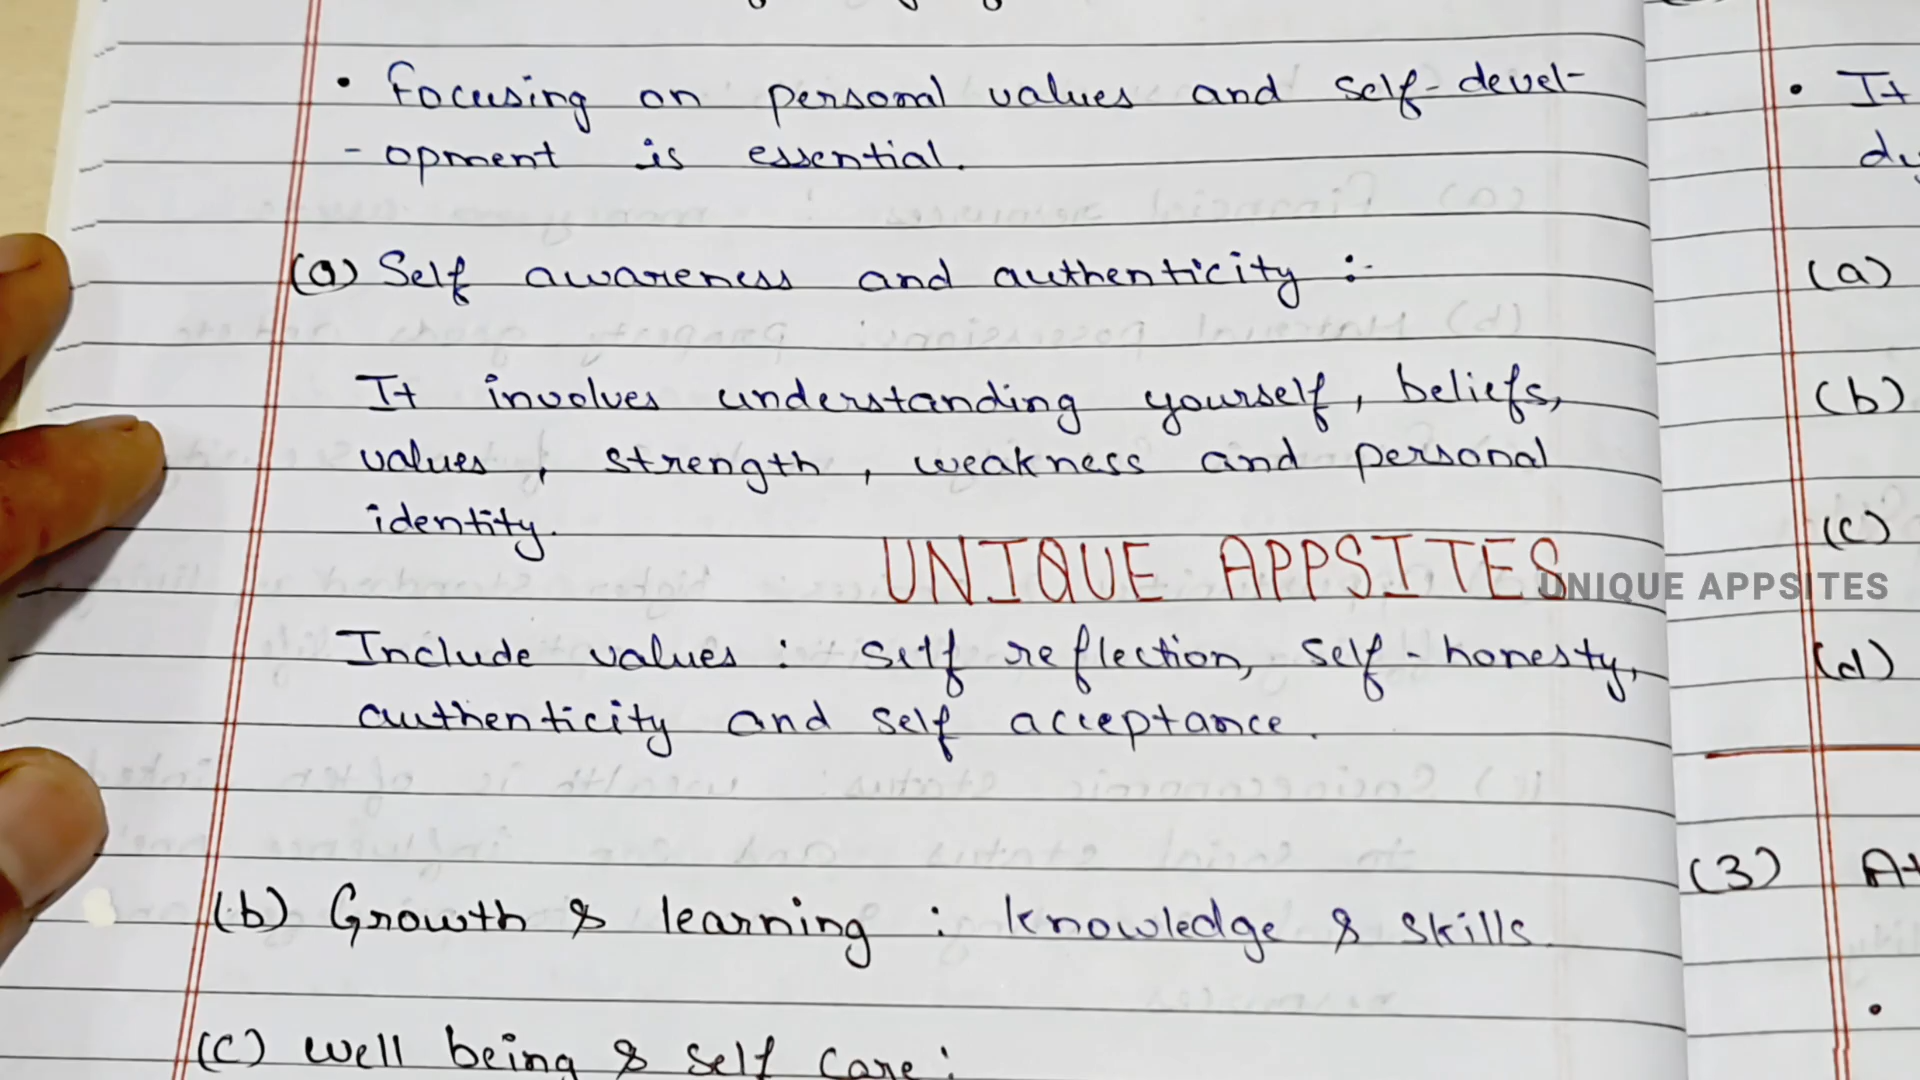 • Focusing on personal values and self-devel-
- opment is essential.
(a) Self awareness and authenticity :-
It involves understanding yourself, beliefs,
values, strength, weakness and personal
identity.
UNIQUE APPSITES
UNIQUE APPSITES
Include values : self reflection, self-honesty,
authenticity and self acceptance.
(b) Growth & learning : knowledge & skills
(c) Well being & self care:
• It
(a)
(b)
(c)
(d)
(3)
•